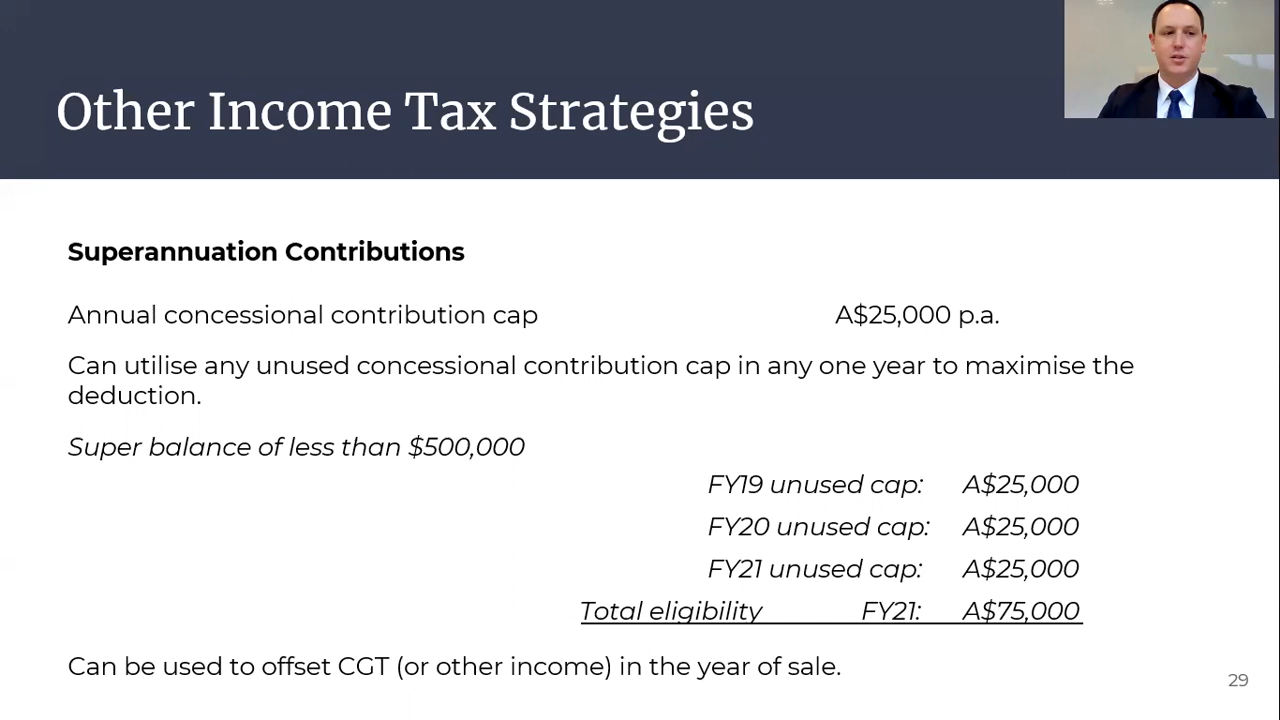 Other Income Tax Strategies
Superannuation Contributions
Annual concessional contribution cap A$25,000 p.a.
Can utilise any unused concessional contribution cap in any one year to maximise the
deduction.
Super balance of less than $500,000
FY19 unused cap: A$25,000
FY20 unused cap: A$25,000
FY21 unused cap: A$25,000
Total eligibility FY21: A$75,000
Can be used to offset CGT (or other income) in the year of sale.
29